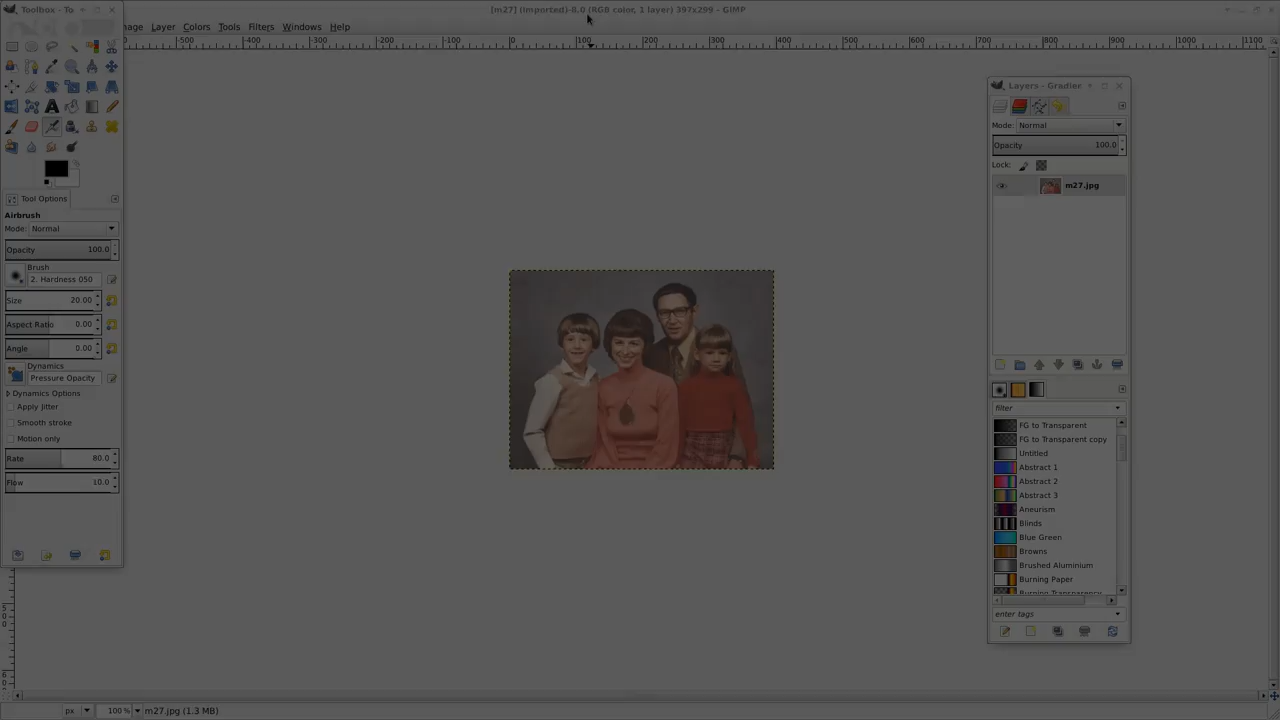 Toolbox - To
[m27] (imported)-8.0 (RGB color, 1 layer) 397x299 – GIMP
mage Layer Colors Tools Filters Windows Help
-500 -400 -300 -200 -100 0 100 200 300 400 500 600 700 800 900 1000 1100
Tool Options
Airbrush
Mode: Normal
Opacity 100.0
Brush
2. Hardness 050
Size 20.00
Aspect Ratio 0.00
Angle 0.00
Dynamics
Pressure Opacity
Dynamics Options
Apply Jitter
Smooth stroke
Motion only
Rate 80.0
Flow 10.0
Layers - Gradier
Mode: Normal
Opacity 100.0
Lock:
m27.jpg
filter
FG to Transparent
FG to Transparent copy
Untitled
Abstract 1
Abstract 2
Abstract 3
Aneurism
Blinds
Blue Green
Browns
Brushed Aluminium
Burning Paper
Burning Transparency
enter tags
px 100 % m27.jpg (1.3 MB)